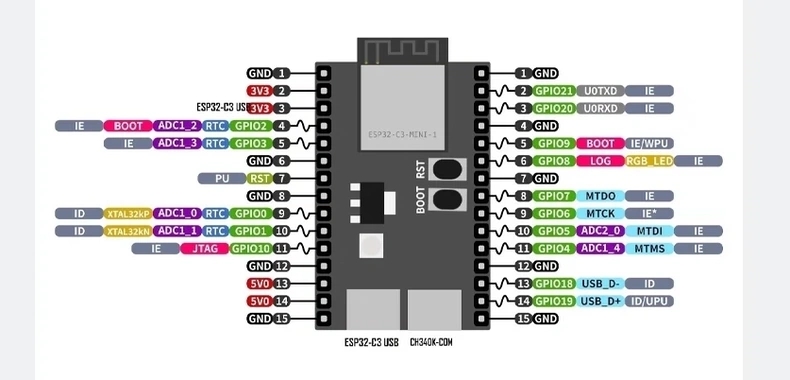 GND 1
3V3 2
ESP32-C3 USB 3V3 3
IE BOOT ADC1_2 RTC GPIO2 4
IE ADC1_3 RTC GPIO3 5
GND 6
PU RST 7
GND 8
ID XTAL32kP ADC1_0 RTC GPIO0 9
ID XTAL32kN ADC1_1 RTC GPIO1 10
IE JTAG GPIO10 11
GND 12
5V0 13
5V0 14
GND 15
ESP32-C3-MINI-1
RST
BOOT
1 GND
2 GPIO21 U0TXD IE
3 GPIO20 U0RXD IE
4 GND
5 GPIO9 BOOT IE/WPU
6 GPIO8 LOG RGB_LED IE
7 GND
8 GPIO7 MTDO IE
9 GPIO6 MTCK IE*
10 GPIO5 ADC2_0 MTDI IE
11 GPIO4 ADC1_4 MTMS IE
12 GND
13 GPIO18 USB_D- ID
14 GPIO19 USB_D+ ID/UPU
15 GND
ESP32-C3 USB CH340K-COM